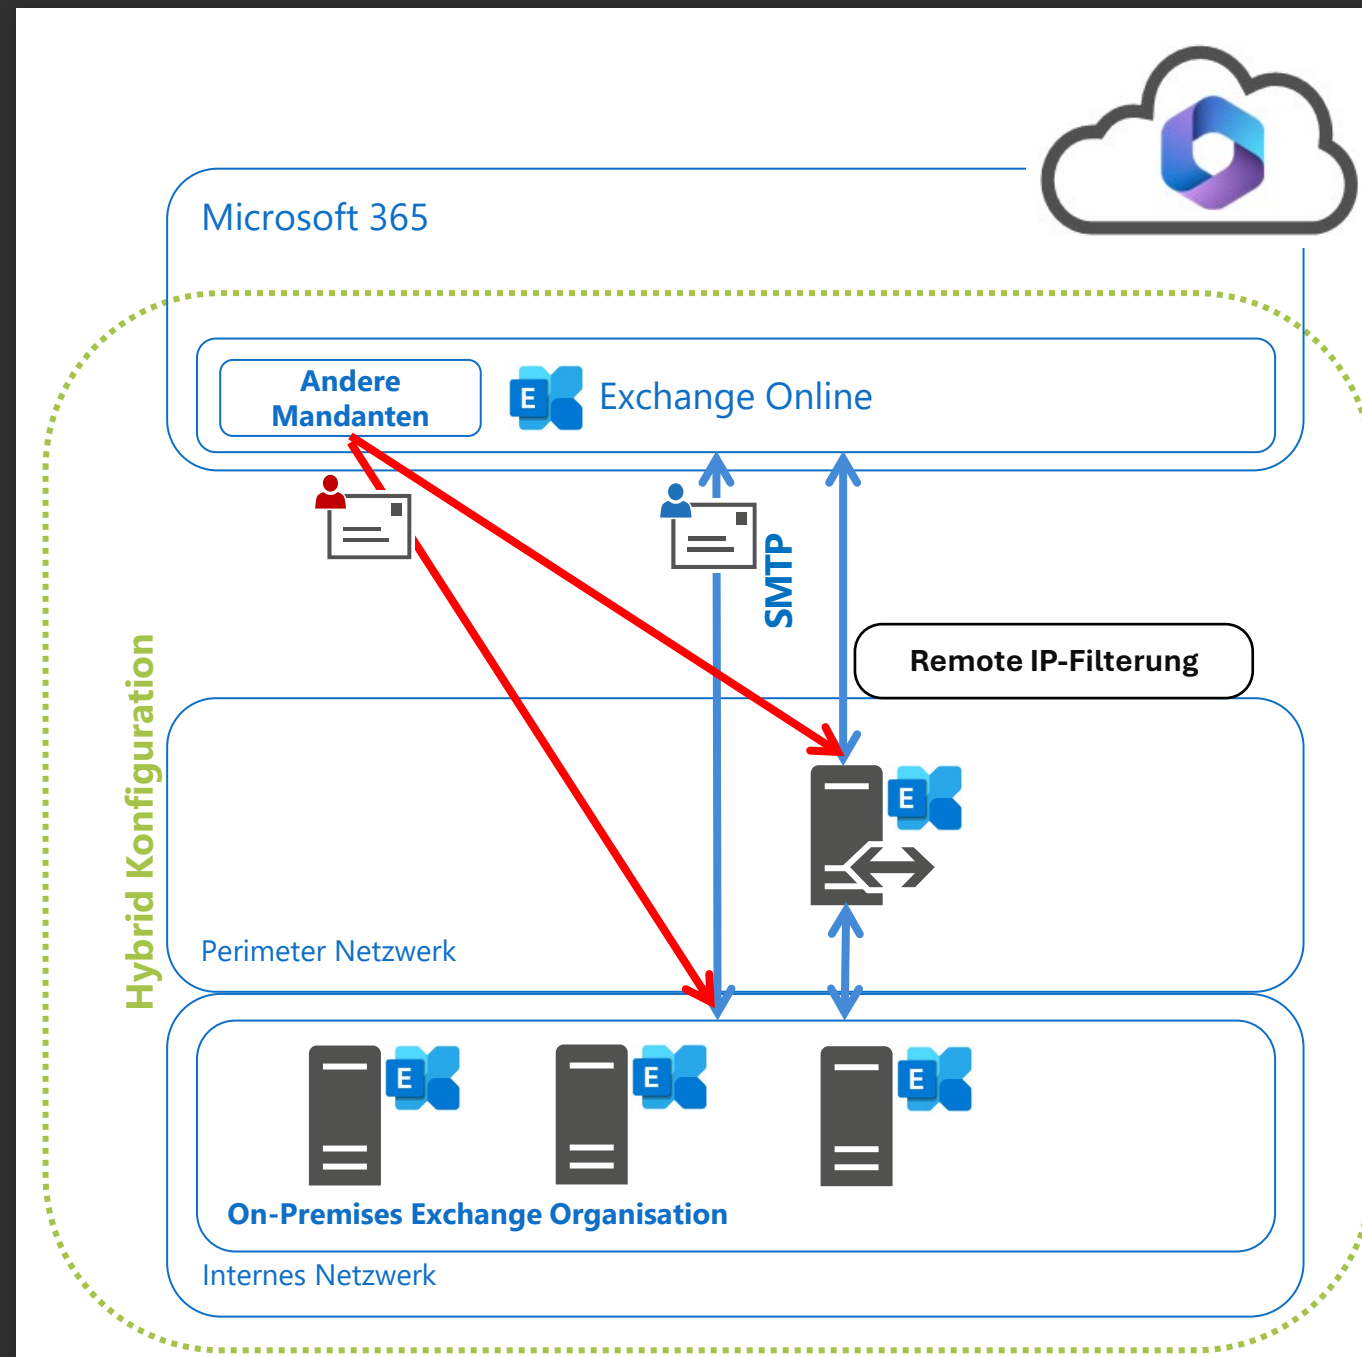 Microsoft 365
Andere
Mandanten
E
Exchange Online
SMTP
Remote IP-Filterung
Hybrid Konfiguration
E
Perimeter Netzwerk
E
E
E
On-Premises Exchange Organisation
Internes Netzwerk